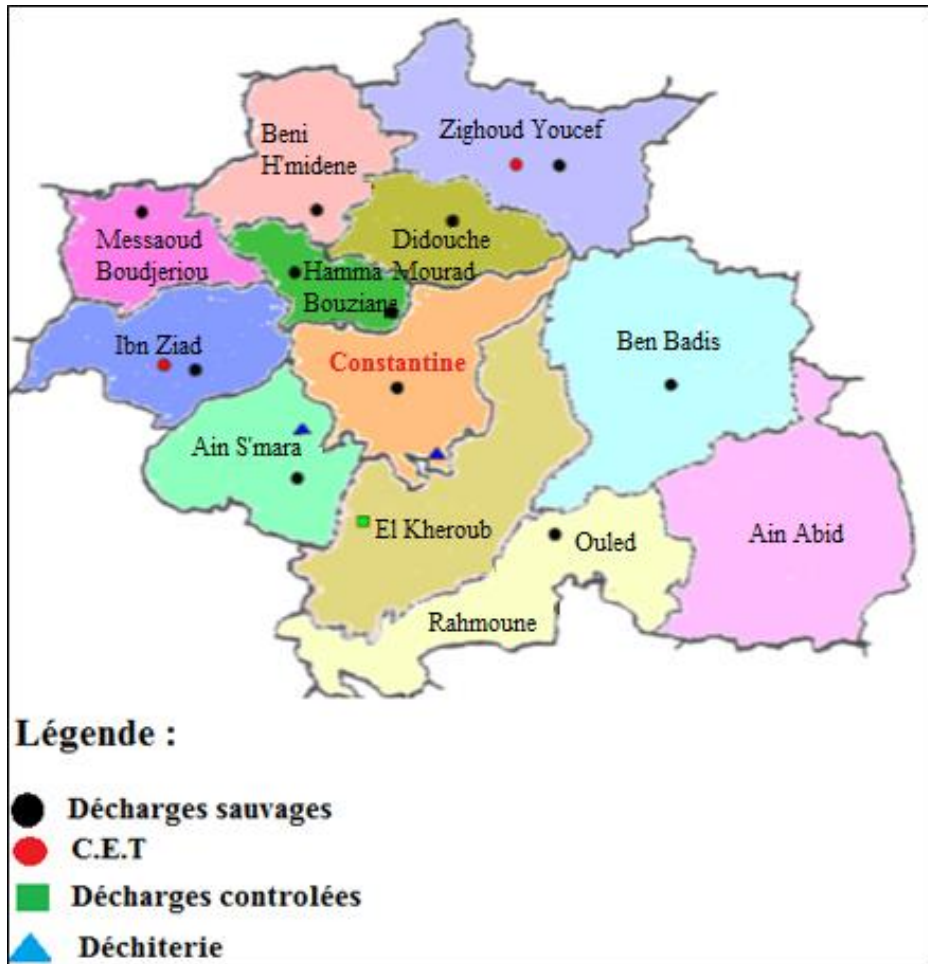 Zighoud Youcef
Beni
H'midene
Messaoud
Boudjeriou
Didouche
Mourad
Hamma
Bouziane
Ibn Ziad
Constantine
Ben Badis
Ain S'mara
El Kheroub
Ouled
Rahmoune
Ain Abid
Légende :
Décharges sauvages
C.E.T
Décharges controlées
Déchiterie